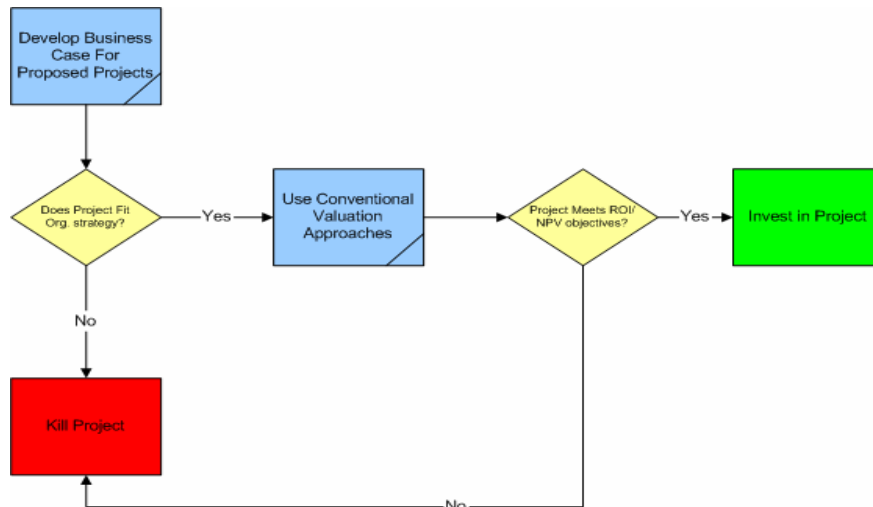 Develop Business
Case For
Proposed Projects
Does Project Fit
Org. strategy?
Yes
Use Conventional
Valuation
Approaches
Project Meets ROI/
NPV objectives?
Yes
Invest in Project
No
Kill Project
No